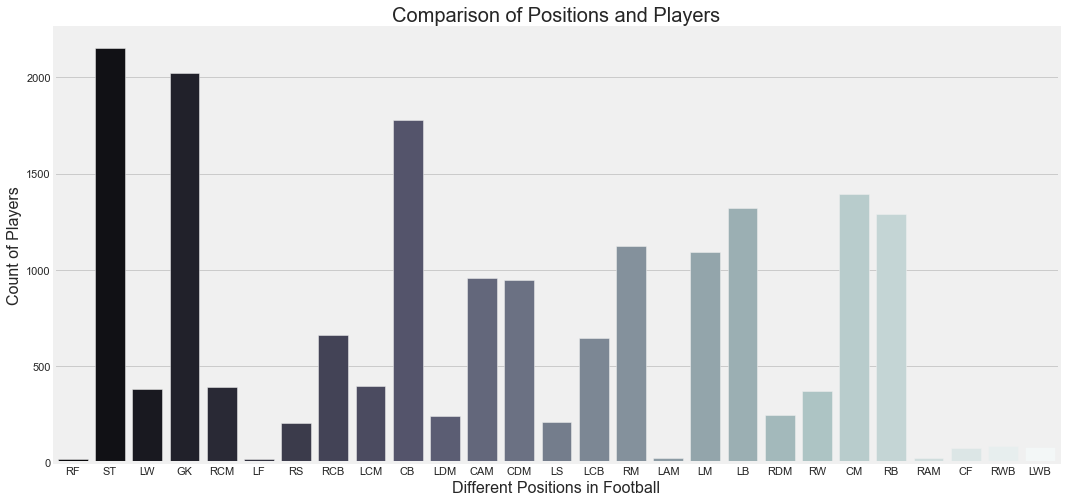 Comparison of Positions and Players
Count of Players
2000
1500
1000
500
0
RF ST LW GK RCM LF RS RCB LCM CB LDM CAM CDM LS LCB RM LAM LM LB RDM RW CM RB RAM CF RWB LWB
Different Positions in Football